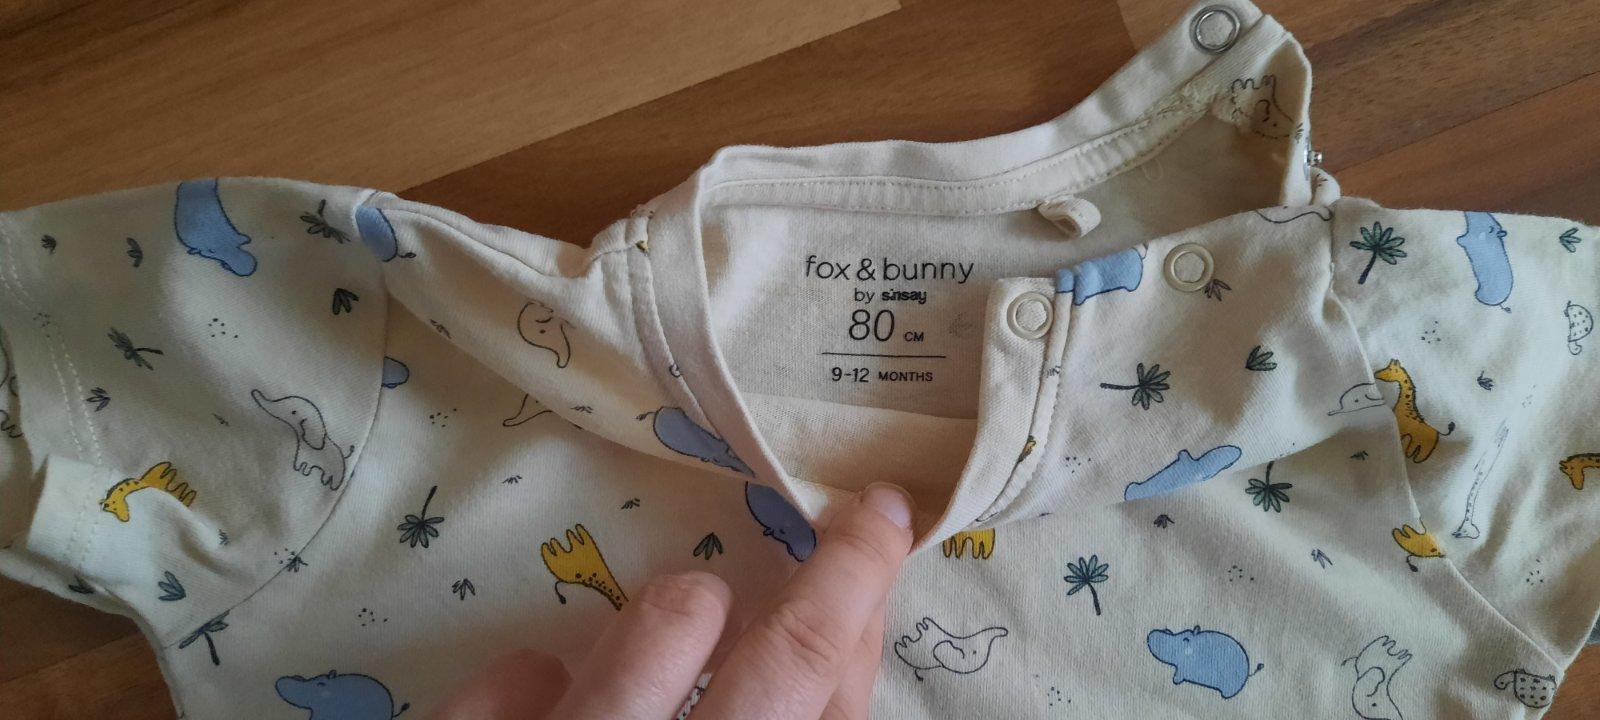 fox & bunny
by sinsay
80 CM
9-12 MONTHS